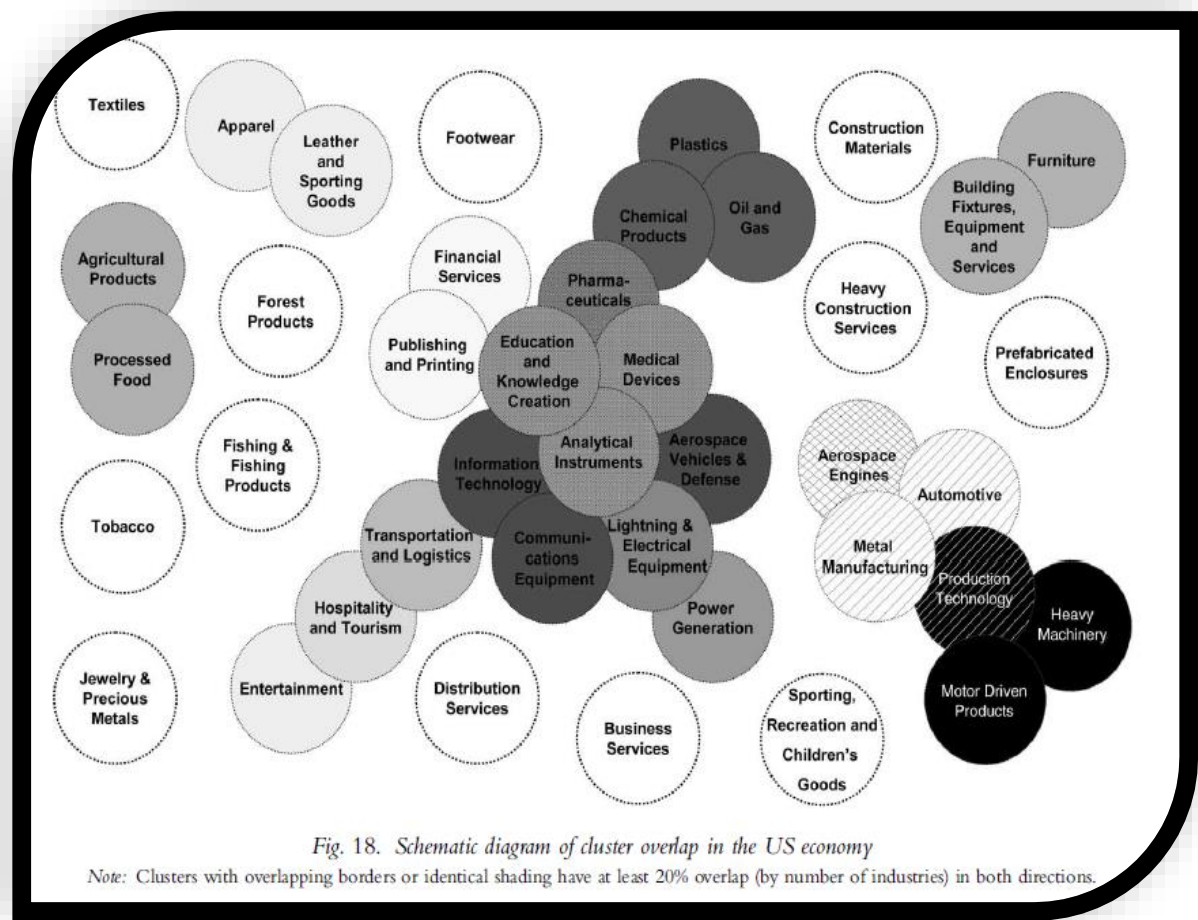 Textiles
Apparel
Leather
and
Sporting
Goods
Footwear
Plastics
Chemical
Products
Oil and
Gas
Construction
Materials
Furniture
Building
Fixtures,
Equipment
and
Services
Agricultural
Products
Processed
Food
Forest
Products
Financial
Services
Publishing
and Printing
Pharma-
ceuticals
Education
and
Knowledge
Creation
Medical
Devices
Heavy
Construction
Services
Prefabricated
Enclosures
Fishing &
Fishing
Products
Tobacco
Information
Technology
Analytical
Instruments
Aerospace
Vehicles &
Defense
Aerospace
Engines
Automotive
Metal
Manufacturing
Production
Technology
Heavy
Machinery
Motor Driven
Products
Transportation
and Logistics
Communi-
cations
Equipment
Lightning &
Electrical
Equipment
Power
Generation
Hospitality
and Tourism
Entertainment
Jewelry &
Precious
Metals
Distribution
Services
Business
Services
Sporting,
Recreation and
Children's
Goods
Fig. 18. Schematic diagram of cluster overlap in the US economy
Note: Clusters with overlapping borders or identical shading have at least 20% overlap (by number of industries) in both directions.